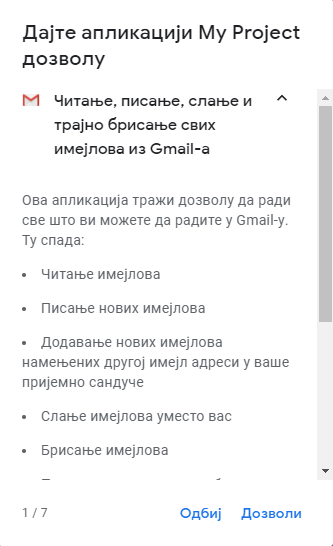 Дајте апликацији My Project
дозволу
Читање, писање, слање и
трајно брисање свих
имејлова из Gmail-а
Ова апликација тражи дозволу да ради
све што ви можете да радите у Gmail-у.
Ту спада:
• Читање имејлова
• Писање нових имејлова
• Додавање нових имејлова
намењених другој имејл адреси у ваше
пријемно сандуче
• Слање имејлова уместо вас
• Брисање имејлова
1 / 7 Одбиј Дозволи